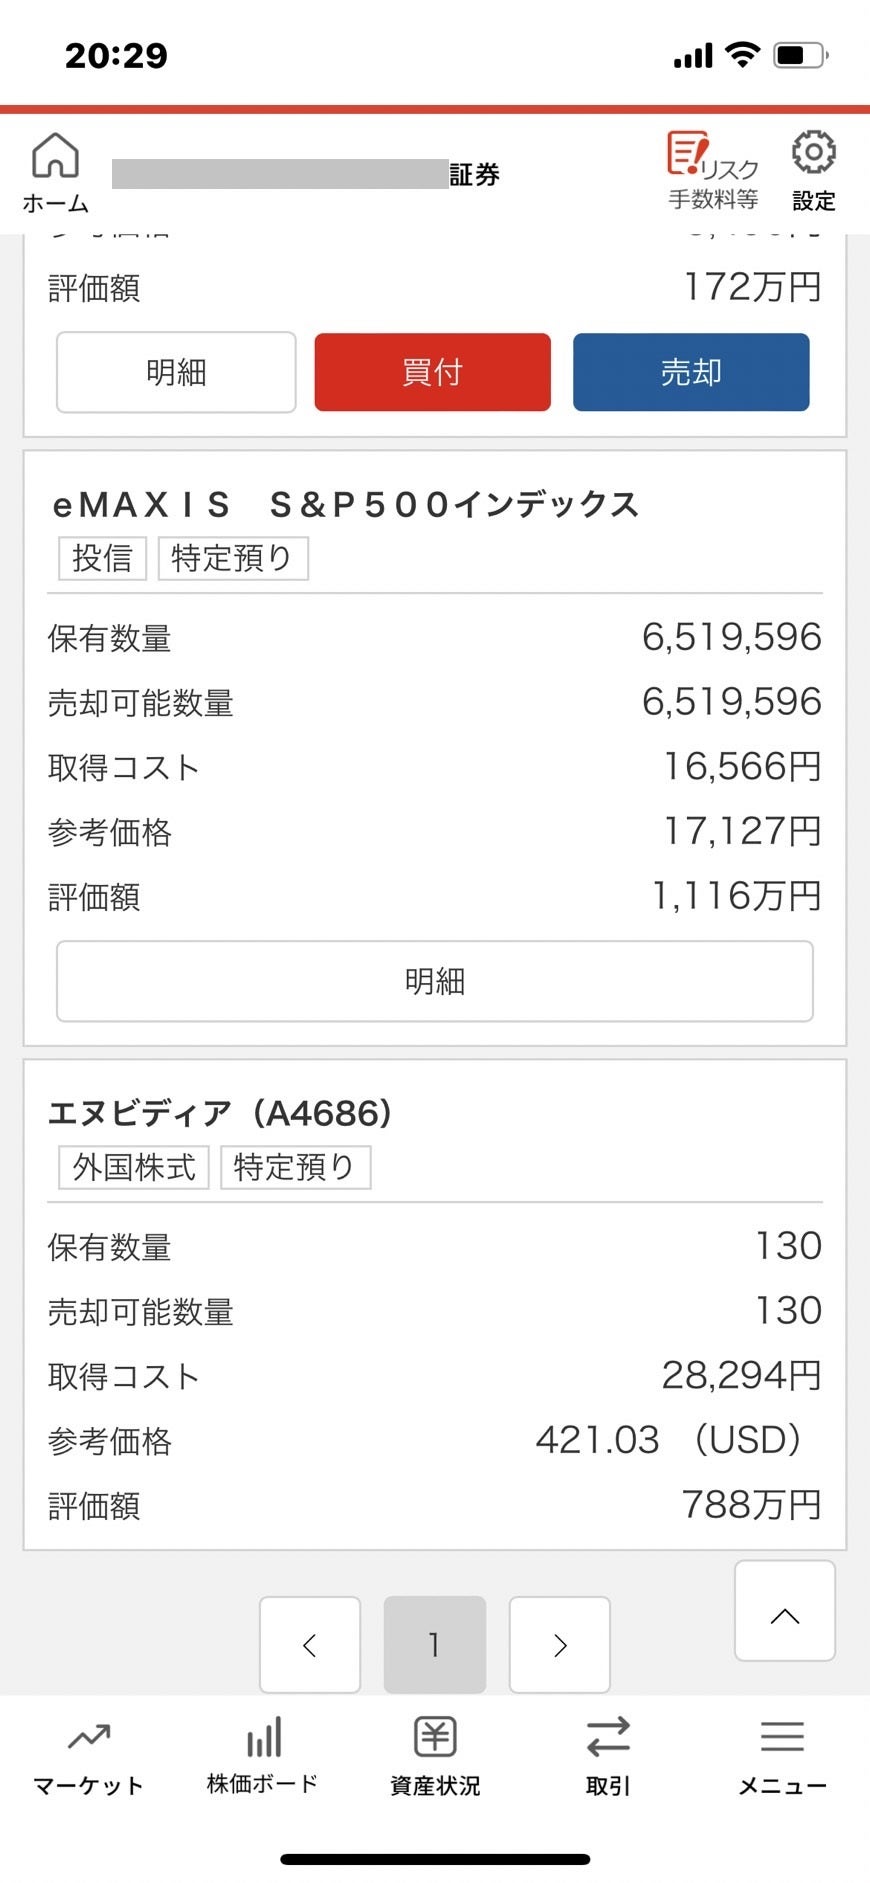 20:29
ホーム
証券
リスク
手数料等
設定
評価額 172万円
明細 買付 売却
eMAXIS S&P500インデックス
投信 特定預り
保有数量 6,519,596
売却可能数量 6,519,596
取得コスト 16,566円
参考価格 17,127円
評価額 1,116万円
明細
エヌビディア（A4686）
外国株式 特定預り
保有数量 130
売却可能数量 130
取得コスト 28,294円
参考価格 421.03 （USD）
評価額 788万円
1
マーケット 株価ボード 資産状況 取引 メニュー